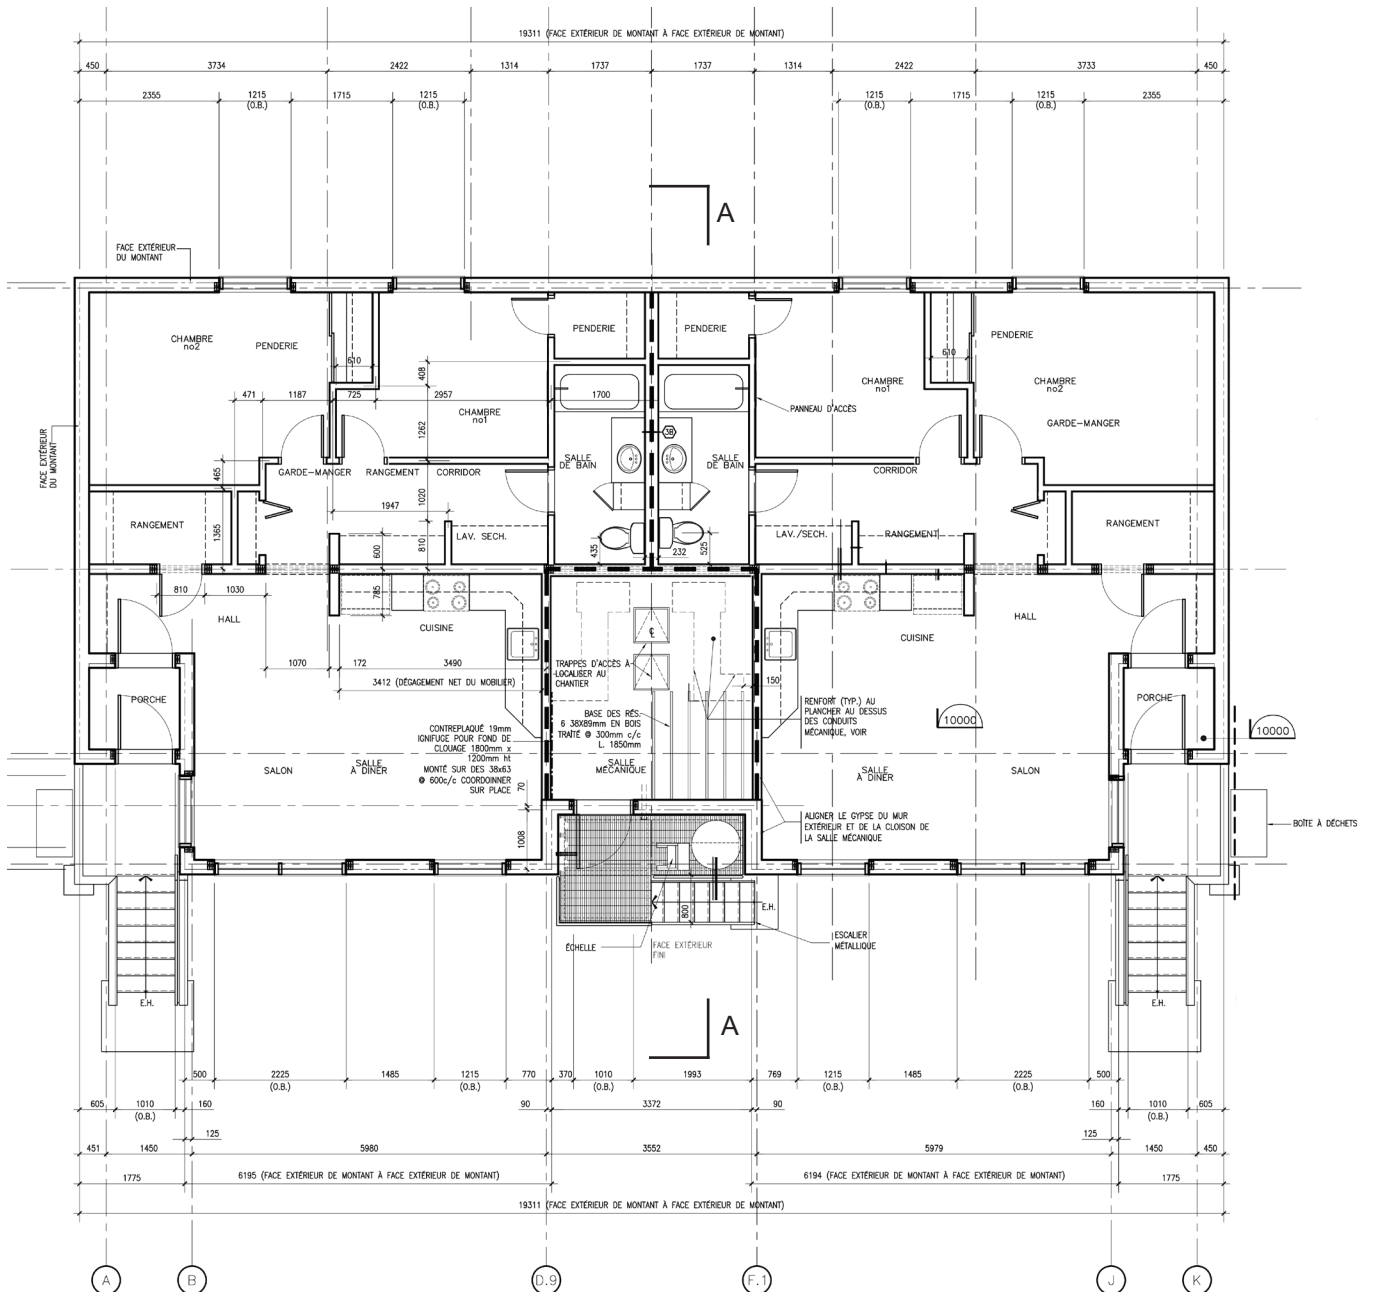 19311 (FACE EXTÉRIEUR DE MONTANT À FACE EXTÉRIEUR DE MONTANT)
450 3734 2422 1314 1737 1737 1314 2422 3733 450
2355 1215 1715 1215 1215 1715 1215 2355
(O.B.) (O.B.) (O.B.) (O.B.)
A
FACE EXTÉRIEUR
DU MONTANT
PENDERIE PENDERIE
CHAMBRE
no2
PENDERIE
PENDERIE
610
610
408
CHAMBRE
no1
CHAMBRE
no2
471 1187 725 2957 1700
CHAMBRE
no1
PANNEAU D'ACCÈS
GARDE-MANGER
1262
3B
FACE EXTÉRIEUR
DU MONTANT
SALLE
DE BAIN
SALLE
DE BAIN
465
GARDE-MANGER RANGEMENT CORRIDOR
CORRIDOR
1020
1947
RANGEMENT
1365
600
810
LAV. SECH.
435
232
525
LAV./SECH.
RANGEMENT
RANGEMENT
810 1030
785
HALL
CUISINE
CUISINE
HALL
1070 172 3490
3412 (DÉGAGEMENT NET DU MOBILIER)
TRAPPES D'ACCÈS À
LOCALISER AU
CHANTIER
150
PORCHE
PORCHE
BASE DES RÉS.
6 38X89mm EN BOIS
TRAITÉ @ 300mm c/c
L. 1850mm
RENFORT (TYP.) AU
PLANCHER AU DESSUS
DES CONDUITS
MÉCANIQUE, VOIR
10000
10000
CONTREPLAQUÉ 19mm
IGNIFUGE POUR FOND DE
CLOUAGE 1800mm x
1200mm ht
MONTÉ SUR DES 38x63
@ 600c/c COORDOINNER
SUR PLACE
SALON
SALLE
À DINER
SALLE
MÉCANIQUE
SALLE
À DINER
SALON
70
1008
ALIGNER LE GYPSE DU MUR
EXTÉRIEUR ET DE LA CLOISON DE
LA SALLE MÉCANIQUE
BOÎTE À DÉCHETS
800
E.H.
ÉCHELLE
FACE EXTÉRIEUR
FINI
ESCALIER
MÉTALLIQUE
E.H.
E.H.
A
500 2225 1485 1215 770 370 1010 1993 769 1215 1485 2225 500
(O.B.) (O.B.) (O.B.) (O.B.) (O.B.)
605 1010 160 90 3372 90 160 1010 605
(O.B.) (O.B.)
125 125
451 1450 5980 3552 5979 1450 450
1775 6195 (FACE EXTÉRIEUR DE MONTANT À FACE EXTÉRIEUR DE MONTANT) 6194 (FACE EXTÉRIEUR DE MONTANT À FACE EXTÉRIEUR DE MONTANT) 1775
19311 (FACE EXTÉRIEUR DE MONTANT À FACE EXTÉRIEUR DE MONTANT)
A B D.9 F.1 J K